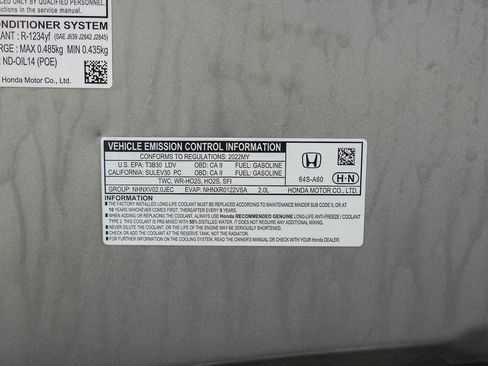 ED ONLY BY QUALIFIED PERSONNEL.
ONDITIONER SYSTEM
ANT : R-1234yf (SAE J639 J2842 J2845)
RGE : MAX 0.485kg MIN 0.435kg
: ND-OIL14 (POE)
Honda Motor Co., Ltd.
VEHICLE EMISSION CONTROL INFORMATION
CONFORMS TO REGULATIONS: 2022MY
U.S. EPA: T3B30 LDV OBD: CA II FUEL: GASOLINE
CALIFORNIA: SULEV30 PC OBD: CA II FUEL: GASOLINE
TWC, WR-HO2S, HO2S, SFI
GROUP: NHNXV02.0JEC EVAP: NHNXR0122VSA 2.0L
64S-A60
H·N
HONDA MOTOR CO., LTD.
INFORMATION
THE FACTORY INSTALLED LONG-LIFE COOLANT MUST BE REPLACED ACCORDING TO MAINTENANCE MINDER SUB CODE 5, OR AT
10 YEARS WHICHEVER COMES FIRST. THEREAFTER EVERY 5 YEARS.
WHEN ADDING OR REPLACING THE COOLANT, ALWAYS USE Honda RECOMMENDED GENUINE LONG-LIFE ANTI-FREEZE / COOLANT
TYPE 2. THIS COOLANT IS PRE-MIXED WITH 50% DISTILLED WATER. IT DOES NOT REQUIRE ANY ADDITIONAL MIXING.
NEVER DILUTE THE COOLANT, OR THE LIFE OF THE ENGINE MAY BE SERIOUSLY SHORTENED.
CHECK OR ADD THE COOLANT AT THE RESERVE TANK, NOT THE RADIATOR.
FOR FURTHER INFORMATION ON THE COOLING SYSTEM, READ THE OWNER'S MANUAL OR CHECK WITH YOUR Honda DEALER.